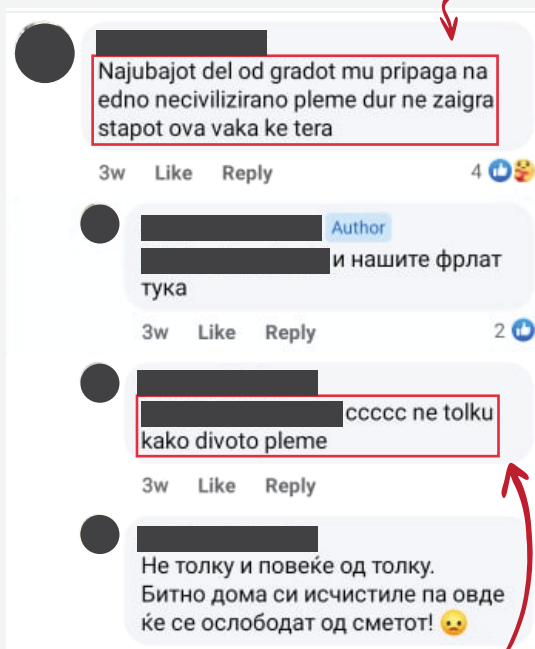 Najubajot del od gradot mu pripaga na
edno necivilizirano pleme dur ne zaigra
stapot ova vaka ke tera
3w Like Reply 4
Author
и нашите фрлат
тука
3w Like Reply 2
ccccc ne tolku
kako divoto pleme
3w Like Reply
Не толку и повеќе од толку.
Битно дома си исчистиле па овде
ќе се ослободат од сметот!